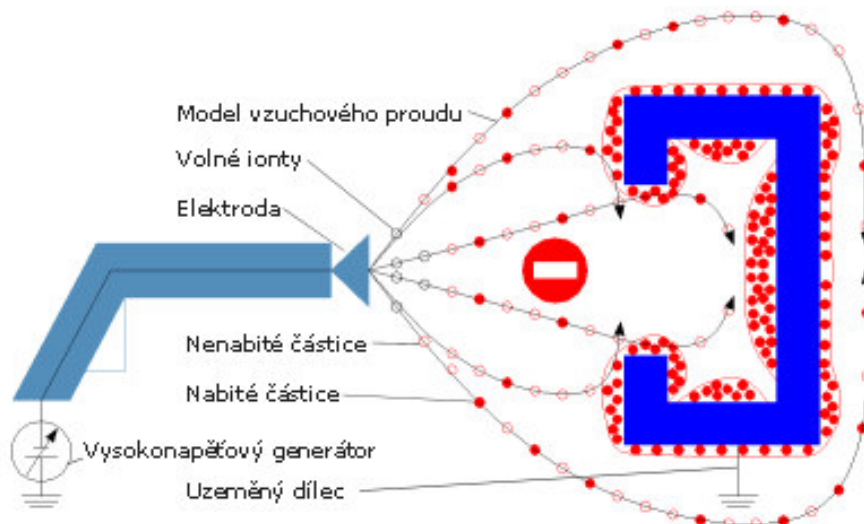 Model vzuchového proudu
Volné ionty
Elektroda
Nenabité částice
Nabité částice
Vysokonapěťový generátor
Uzeměný dílec